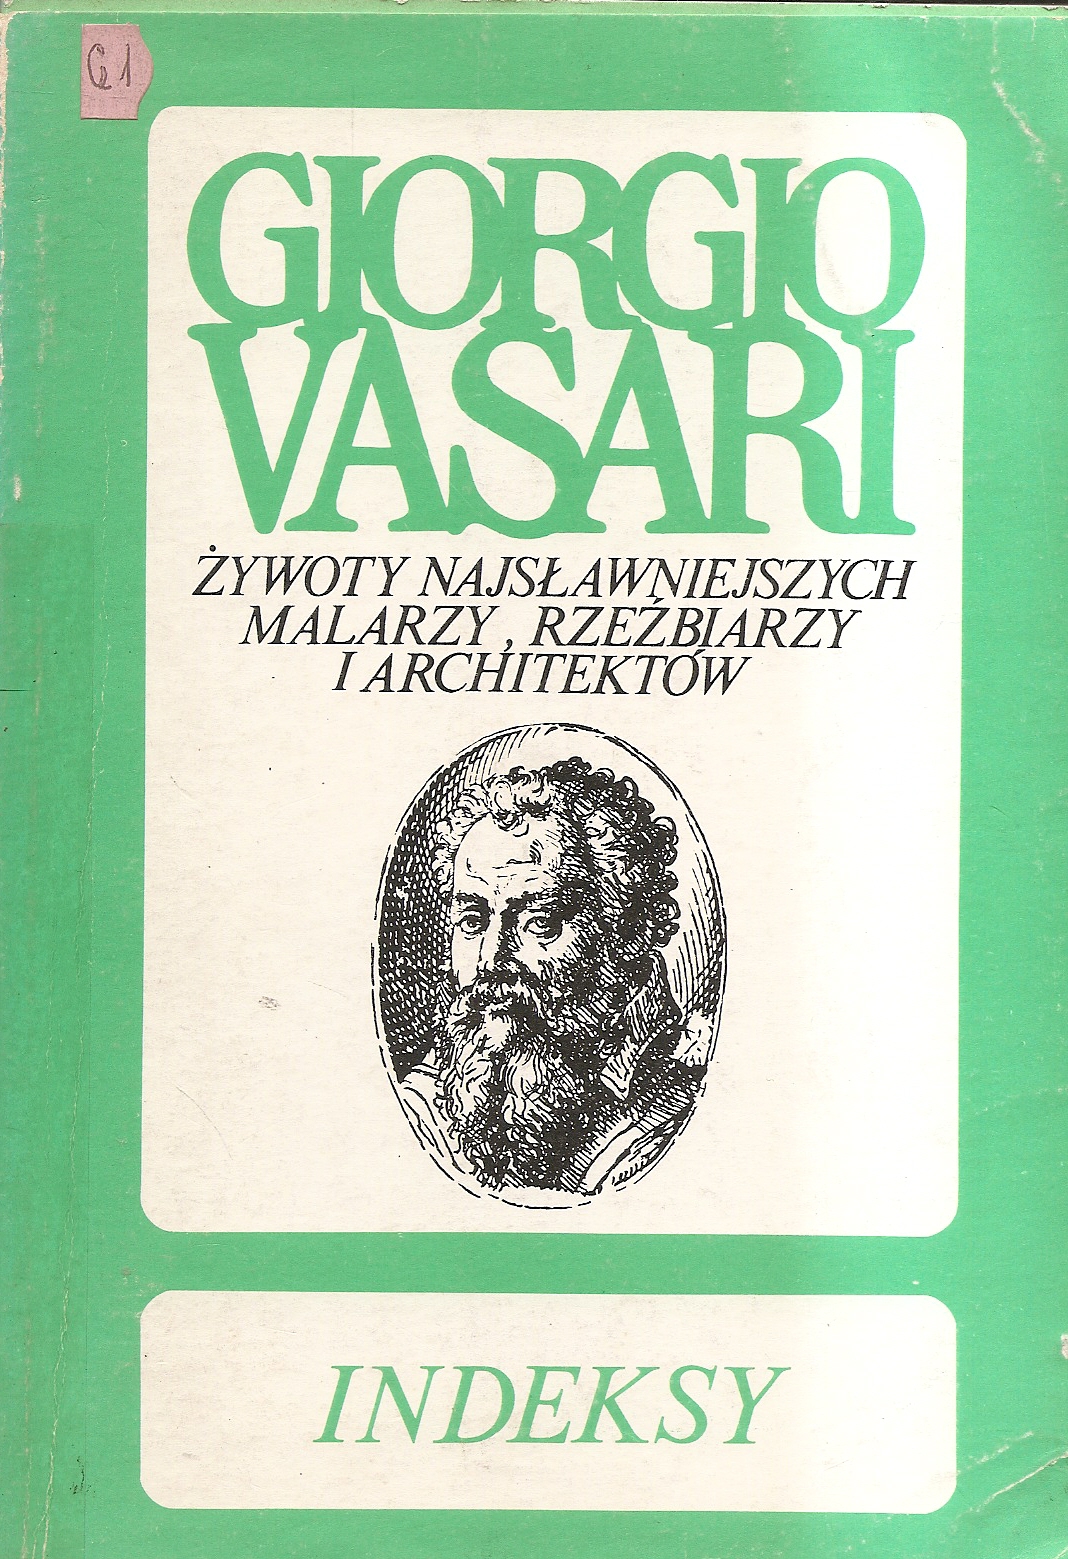 G1
GIORGIO
VASARI
ŻYWOTY NAJSŁAWNIEJSZYCH
MALARZY, RZEŹBIARZY
I ARCHITEKTÓW
INDEKSY